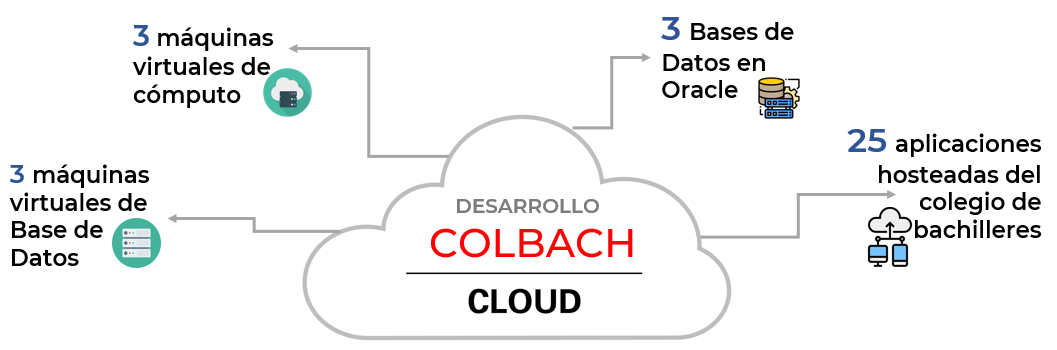 3 máquinas
virtuales de
cómputo
3 Bases de
Datos en
Oracle
3 máquinas
virtuales de
Base de
Datos
25 aplicaciones
hosteadas del
colegio de
bachilleres
DESARROLLO
COLBACH
CLOUD